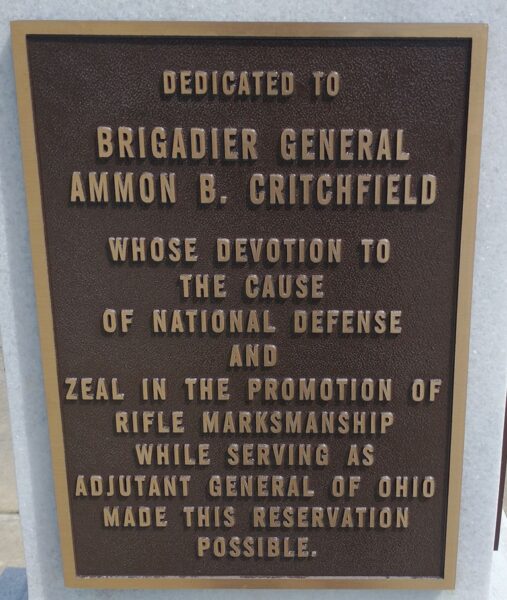 DEDICATED TO
BRIGADIER GENERAL
AMMON B. CRITCHFIELD
WHOSE DEVOTION TO
THE CAUSE
OF NATIONAL DEFENSE
AND
ZEAL IN THE PROMOTION OF
RIFLE MARKSMANSHIP
WHILE SERVING AS
ADJUTANT GENERAL OF OHIO
MADE THIS RESERVATION
POSSIBLE.